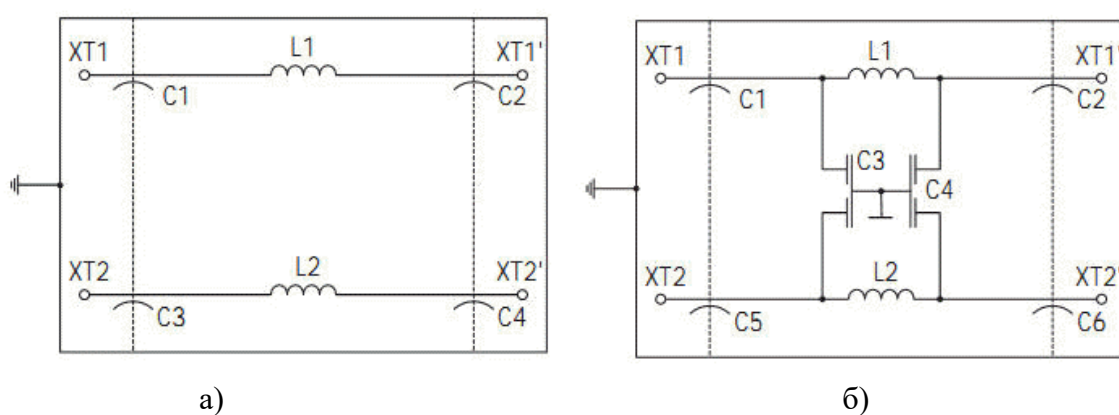 XT1 L1 XT1'
C1 C2
XT2 L2 XT2'
C3 C4
а)
XT1 L1 XT1'
C1 C2
C3
C4
XT2 L2 XT2'
C5 C6
б)